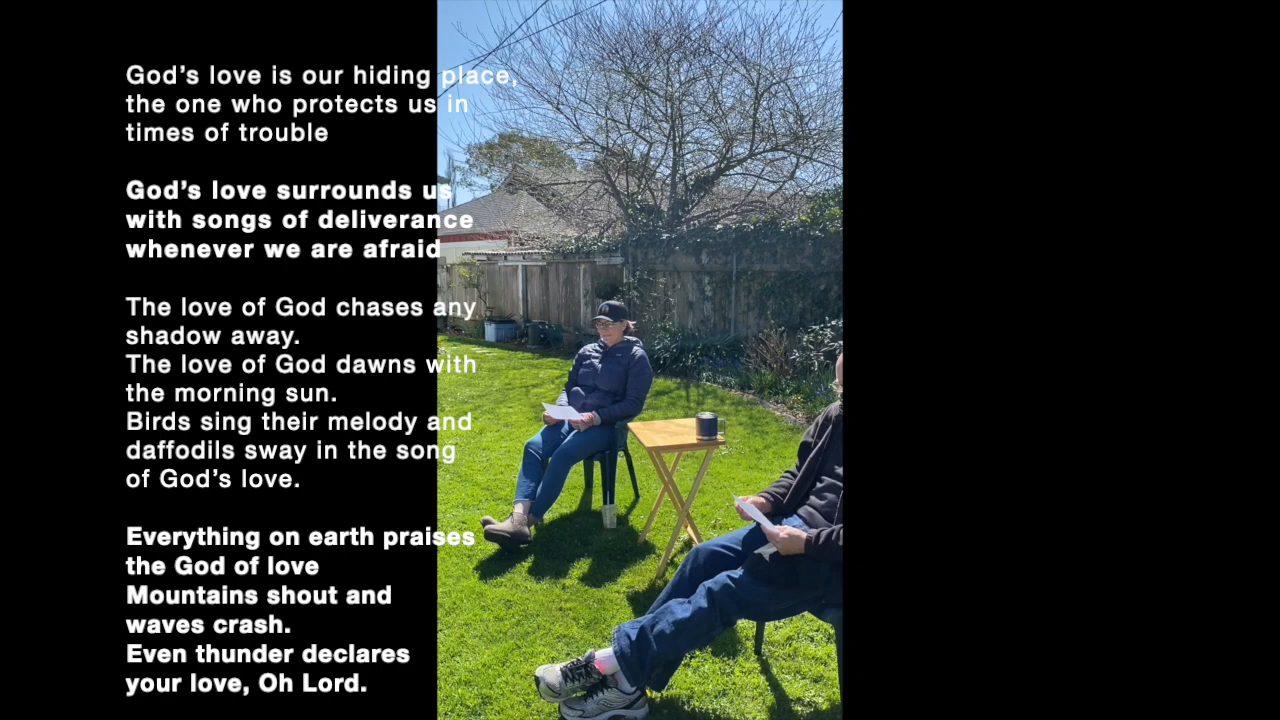 God’s love is our hiding place,
the one who protects us in
times of trouble
God’s love surrounds us
with songs of deliverance
whenever we are afraid
The love of God chases any
shadow away.
The love of God dawns with
the morning sun.
Birds sing their melody and
daffodils sway in the song
of God’s love.
Everything on earth praises
the God of love
Mountains shout and
waves crash.
Even thunder declares
your love, Oh Lord.